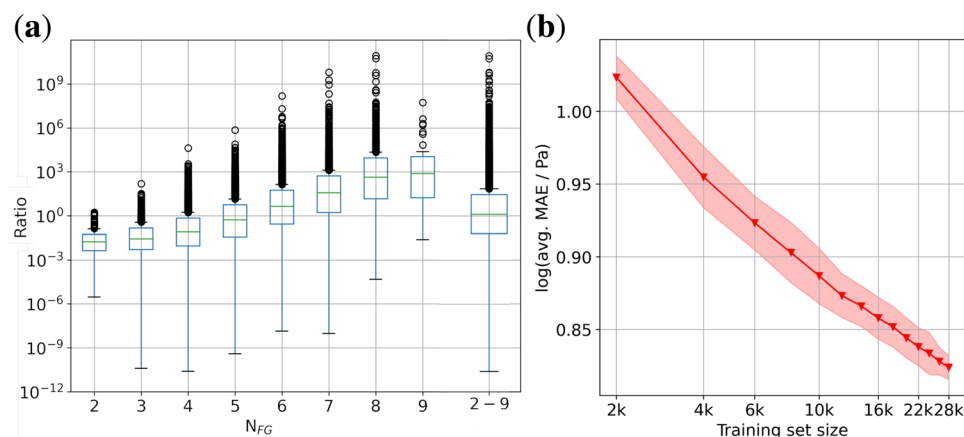 (a)
(b)
Ratio
10^9
10^6
10^3
10^0
10^−3
10^−6
10^−9
10^−12
2 3 4 5 6 7 8 9 2 − 9
N_FG
log(avg. MAE / Pa)
1.00
0.95
0.90
0.85
2k 4k 6k 10k 16k 22k 28k
Training set size